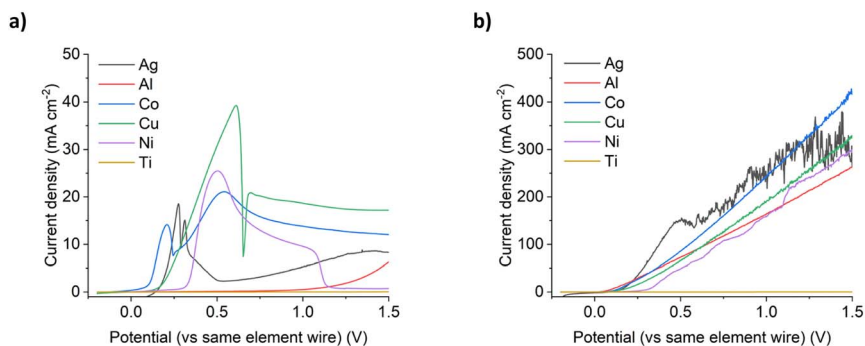 a)
50
40
30
20
10
0
Current density (mA cm⁻²)
Ag
Al
Co
Cu
Ni
Ti
0.0 0.5 1.0 1.5
Potential (vs same element wire) (V)
b)
500
400
300
200
100
0
Current density (mA cm⁻²)
Ag
Al
Co
Cu
Ni
Ti
0.0 0.5 1.0 1.5
Potential (vs same element wire) (V)